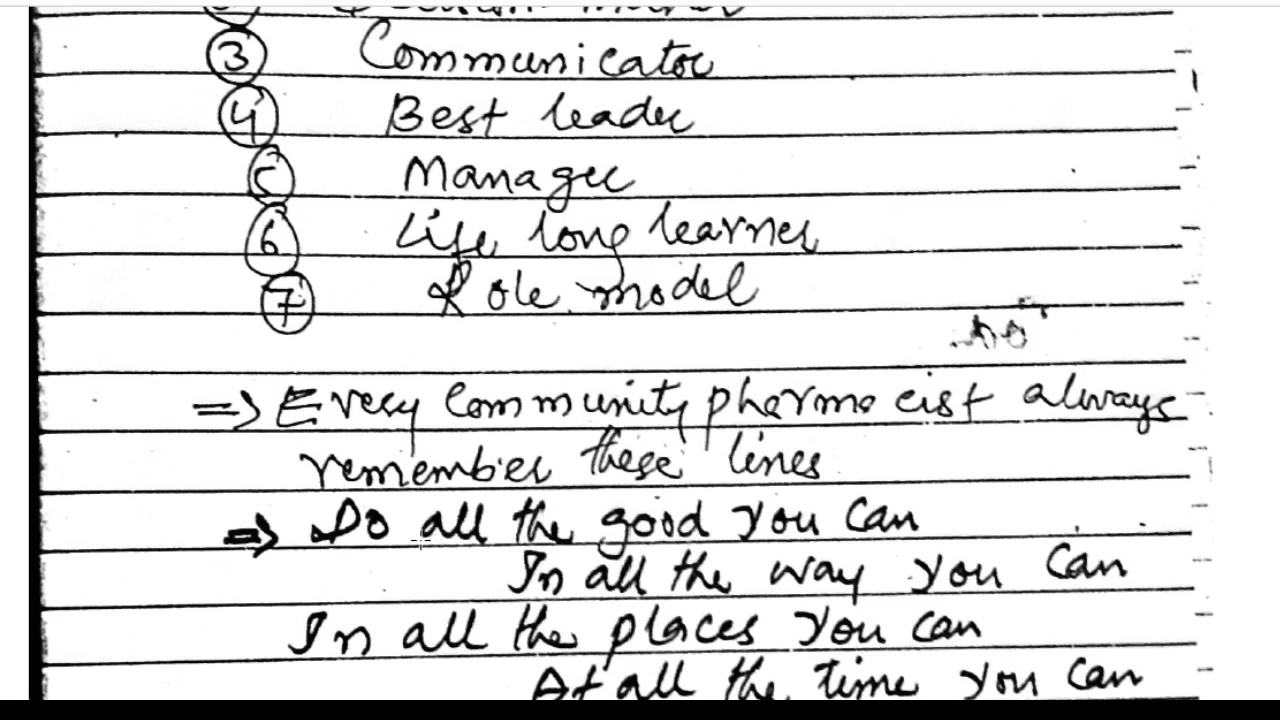 ③ Communicator
④ Best leader
⑤ Manager
⑥ Life long learner
⑦ Role model
=> Every Community pharmacist always
remember these lines
=> Do all the good you can
In all the way you can
In all the places you can
At all the time you can